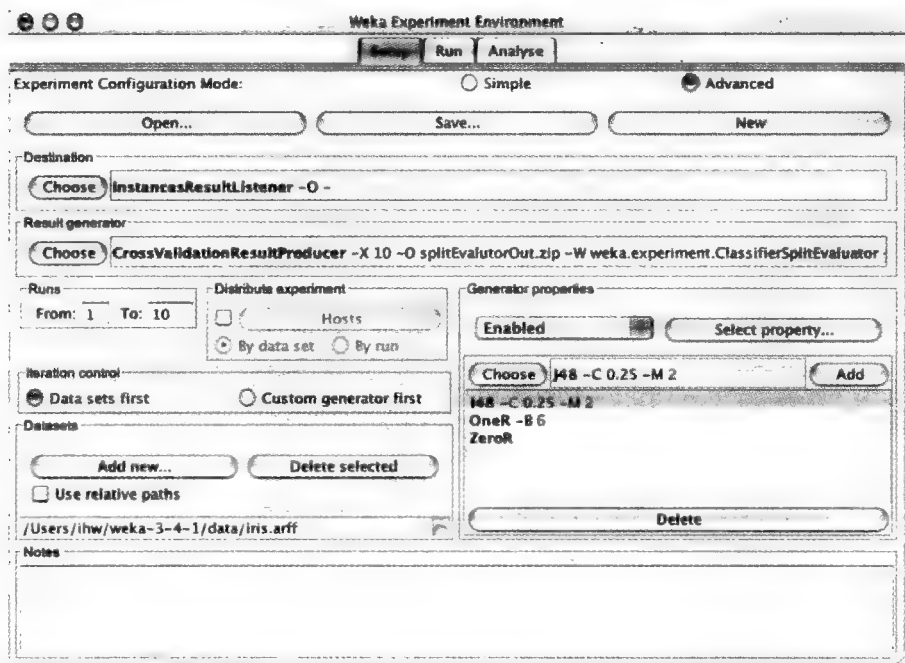 Weka Experiment Environment
Setup Run Analyse
Experiment Configuration Mode: Simple Advanced
Open... Save... New
Destination
Choose InstancesResultListener -O -
Result generator
Choose CrossValidationResultProducer -X 10 -O splitEvalutorOut.zip -W weka.experiment.ClassifierSplitEvaluator -
Runs
From: 1 To: 10
Distribute experiment
Hosts
By data set By run
Generator properties
Enabled Select property...
Choose J48 -C 0.25 -M 2 Add
J48 -C 0.25 -M 2
OneR -B 6
ZeroR
Delete
Iteration control
Data sets first Custom generator first
Datasets
Add new... Delete selected
Use relative paths
/Users/ihw/weka-3-4-1/data/iris.arff
Notes